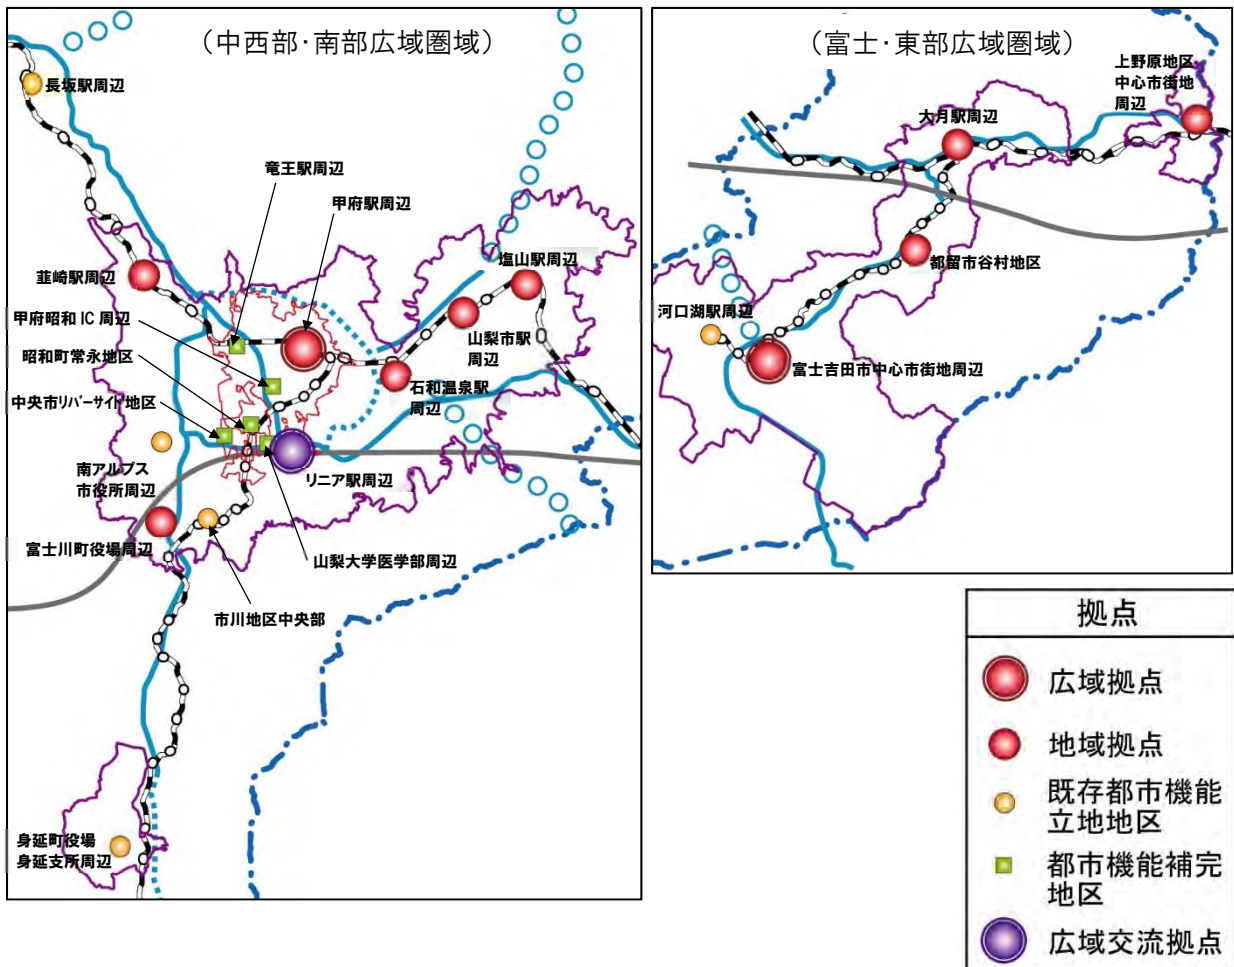 （中西部･南部広域圏域）
長坂駅周辺
竜王駅周辺
甲府駅周辺
韮崎駅周辺
塩山駅周辺
甲府昭和IC周辺
山梨市駅
周辺
昭和町常永地区
石和温泉駅
周辺
中央市ﾘﾊﾞｰｻｲﾄﾞ地区
南アルプス
市役所周辺
リニア駅周辺
富士川町役場周辺
山梨大学医学部周辺
市川地区中央部
身延町役場
身延支所周辺
（富士･東部広域圏域）
上野原地区
中心市街地
周辺
大月駅周辺
都留市谷村地区
河口湖駅周辺
富士吉田市中心市街地周辺
拠点
広域拠点
地域拠点
既存都市機能
立地地区
都市機能補完
地区
広域交流拠点